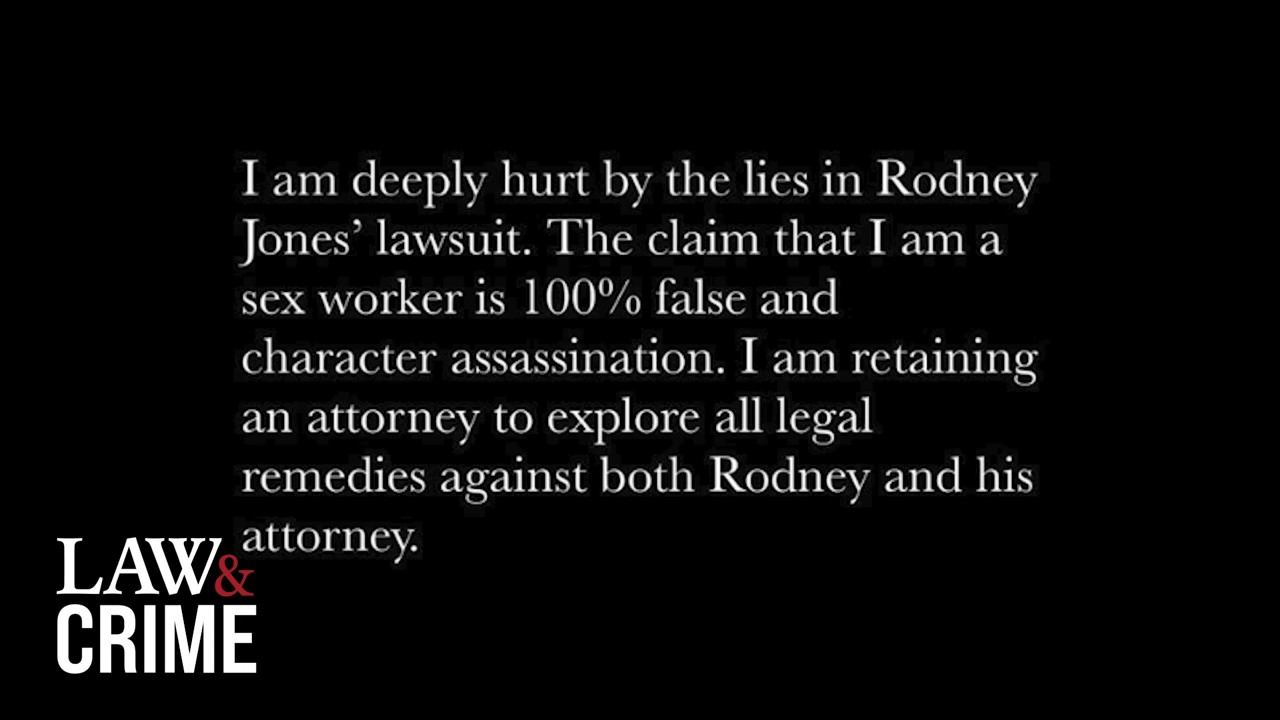 I am deeply hurt by the lies in Rodney
Jones’ lawsuit. The claim that I am a
sex worker is 100% false and
character assassination. I am retaining
an attorney to explore all legal
remedies against both Rodney and his
attorney.
LAW&
CRIME